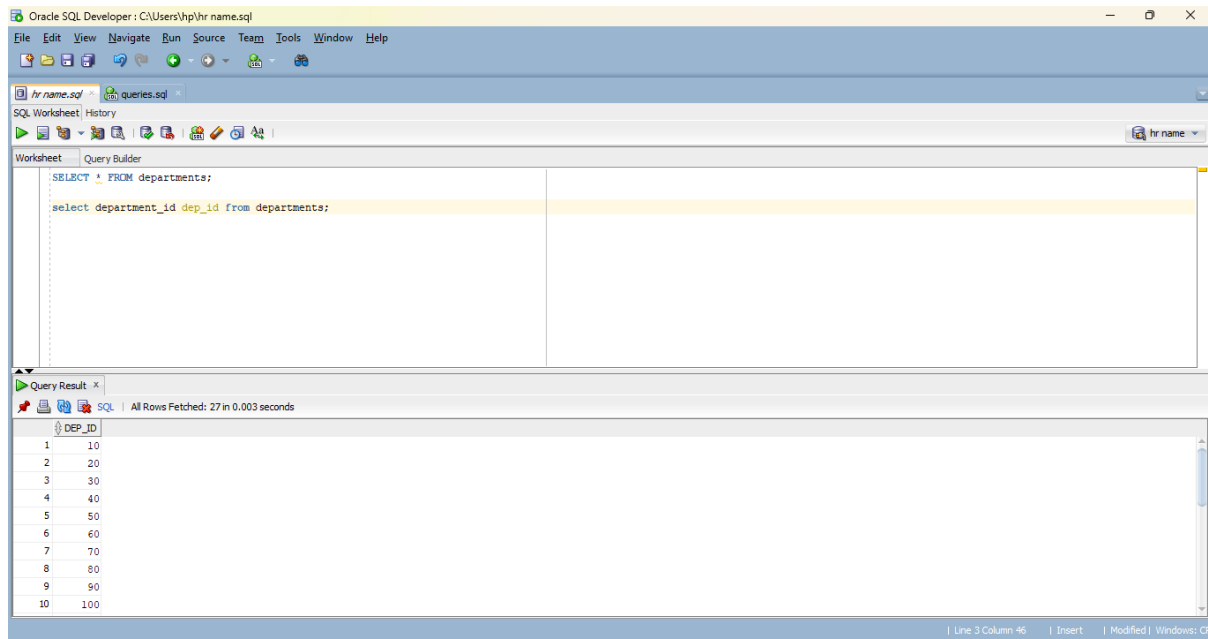 Oracle SQL Developer : C:\Users\hp\hr name.sql
File Edit View Navigate Run Source Team Tools Window Help
hr name.sql queries.sql
SQL Worksheet History
hr name
Worksheet Query Builder
SELECT * FROM departments;
select department_id dep_id from departments;
Query Result
SQL | All Rows Fetched: 27 in 0.003 seconds
DEP_ID
1 10
2 20
3 30
4 40
5 50
6 60
7 70
8 80
9 90
10 100
| Line 3 Column 46 | Insert | Modified | Windows: